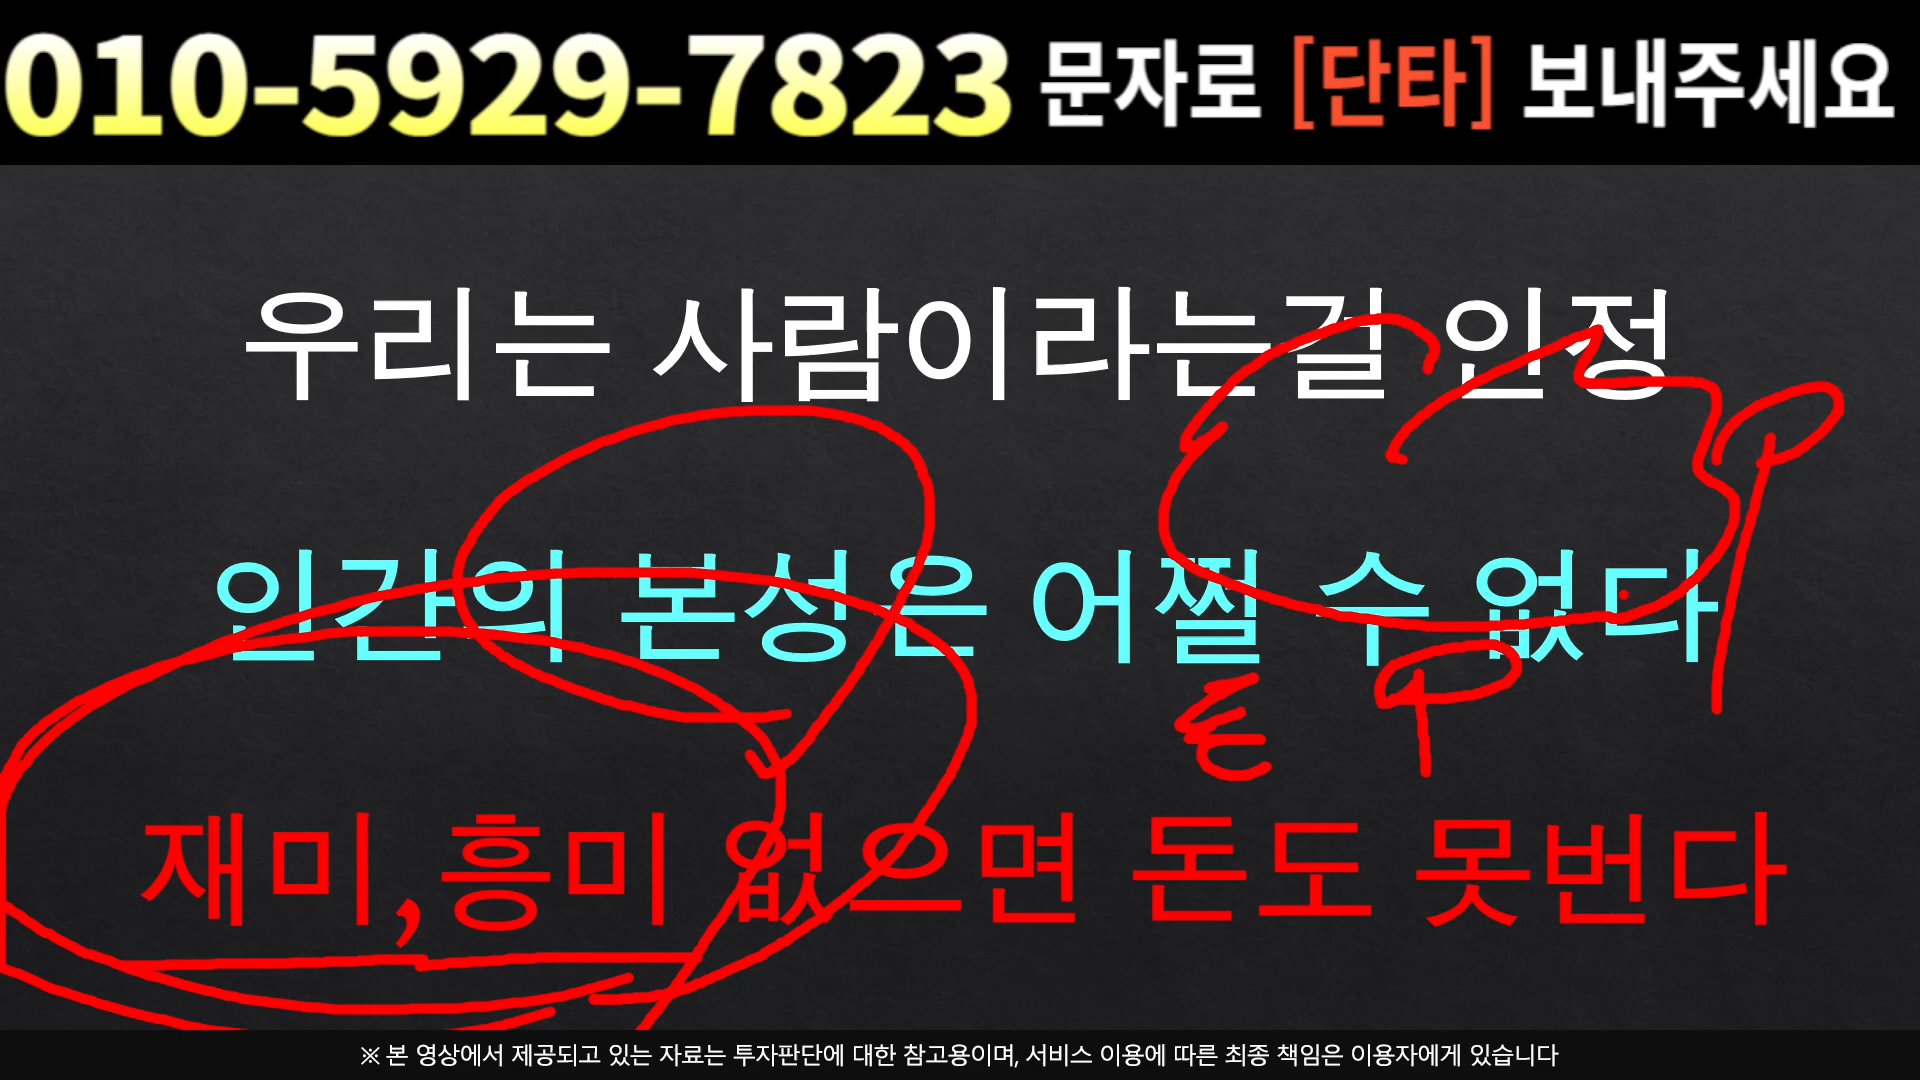 010-5929-7823 문자로 [단타] 보내주세요
우리는 사람이라는걸 인정
인간의 본성은 어쩔 수 없다
재미,흥미 없으면 돈도 못번다
※ 본 영상에서 제공되고 있는 자료는 투자판단에 대한 참고용이며, 서비스 이용에 따른 최종 책임은 이용자에게 있습니다